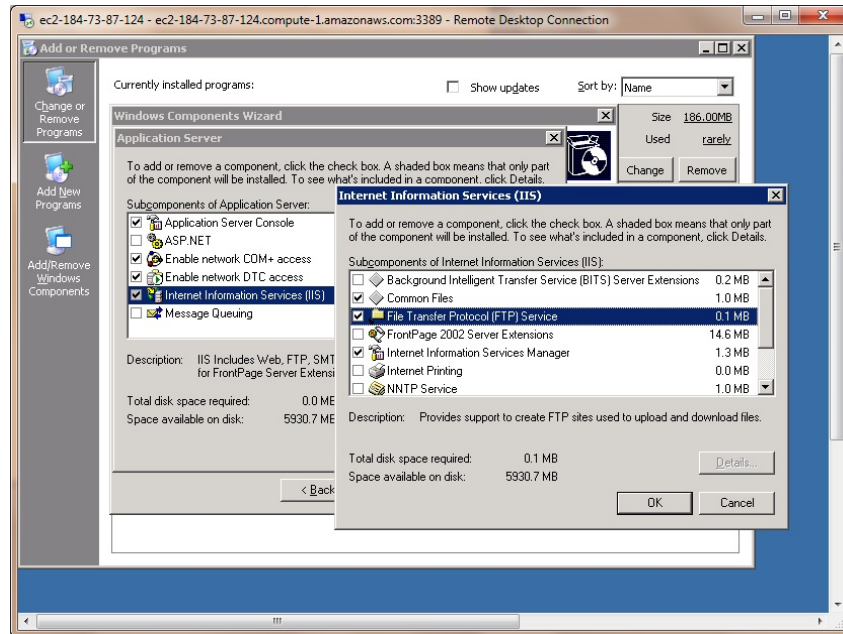 ec2-184-73-87-124 - ec2-184-73-87-124.compute-1.amazonaws.com:3389 - Remote Desktop Connection
Add or Remove Programs
Change or
Remove
Programs
Add New
Programs
Add/Remove
Windows
Components
Currently installed programs:
Show updates
Sort by:
Name
Size
186.00MB
Used
rarely
Change
Remove
Windows Components Wizard
Application Server
To add or remove a component, click the check box. A shaded box means that only part
of the component will be installed. To see what's included in a component, click Details.
Subcomponents of Application Server:
Application Server Console
ASP.NET
Enable network COM+ access
Enable network DTC access
Internet Information Services (IIS)
Message Queuing
Description: IIS Includes Web, FTP, SMT
for FrontPage Server Extensi
Total disk space required: 0.0 ME
Space available on disk: 5930.7 ME
< Back
Internet Information Services (IIS)
To add or remove a component, click the check box. A shaded box means that only part
of the component will be installed. To see what's included in a component, click Details.
Subcomponents of Internet Information Services (IIS):
Background Intelligent Transfer Service (BITS) Server Extensions 0.2 MB
Common Files 1.0 MB
File Transfer Protocol (FTP) Service 0.1 MB
FrontPage 2002 Server Extensions 14.6 MB
Internet Information Services Manager 1.3 MB
Internet Printing 0.0 MB
NNTP Service 1.0 MB
Description: Provides support to create FTP sites used to upload and download files.
Total disk space required: 0.1 MB
Space available on disk: 5930.7 MB
Details...
OK
Cancel